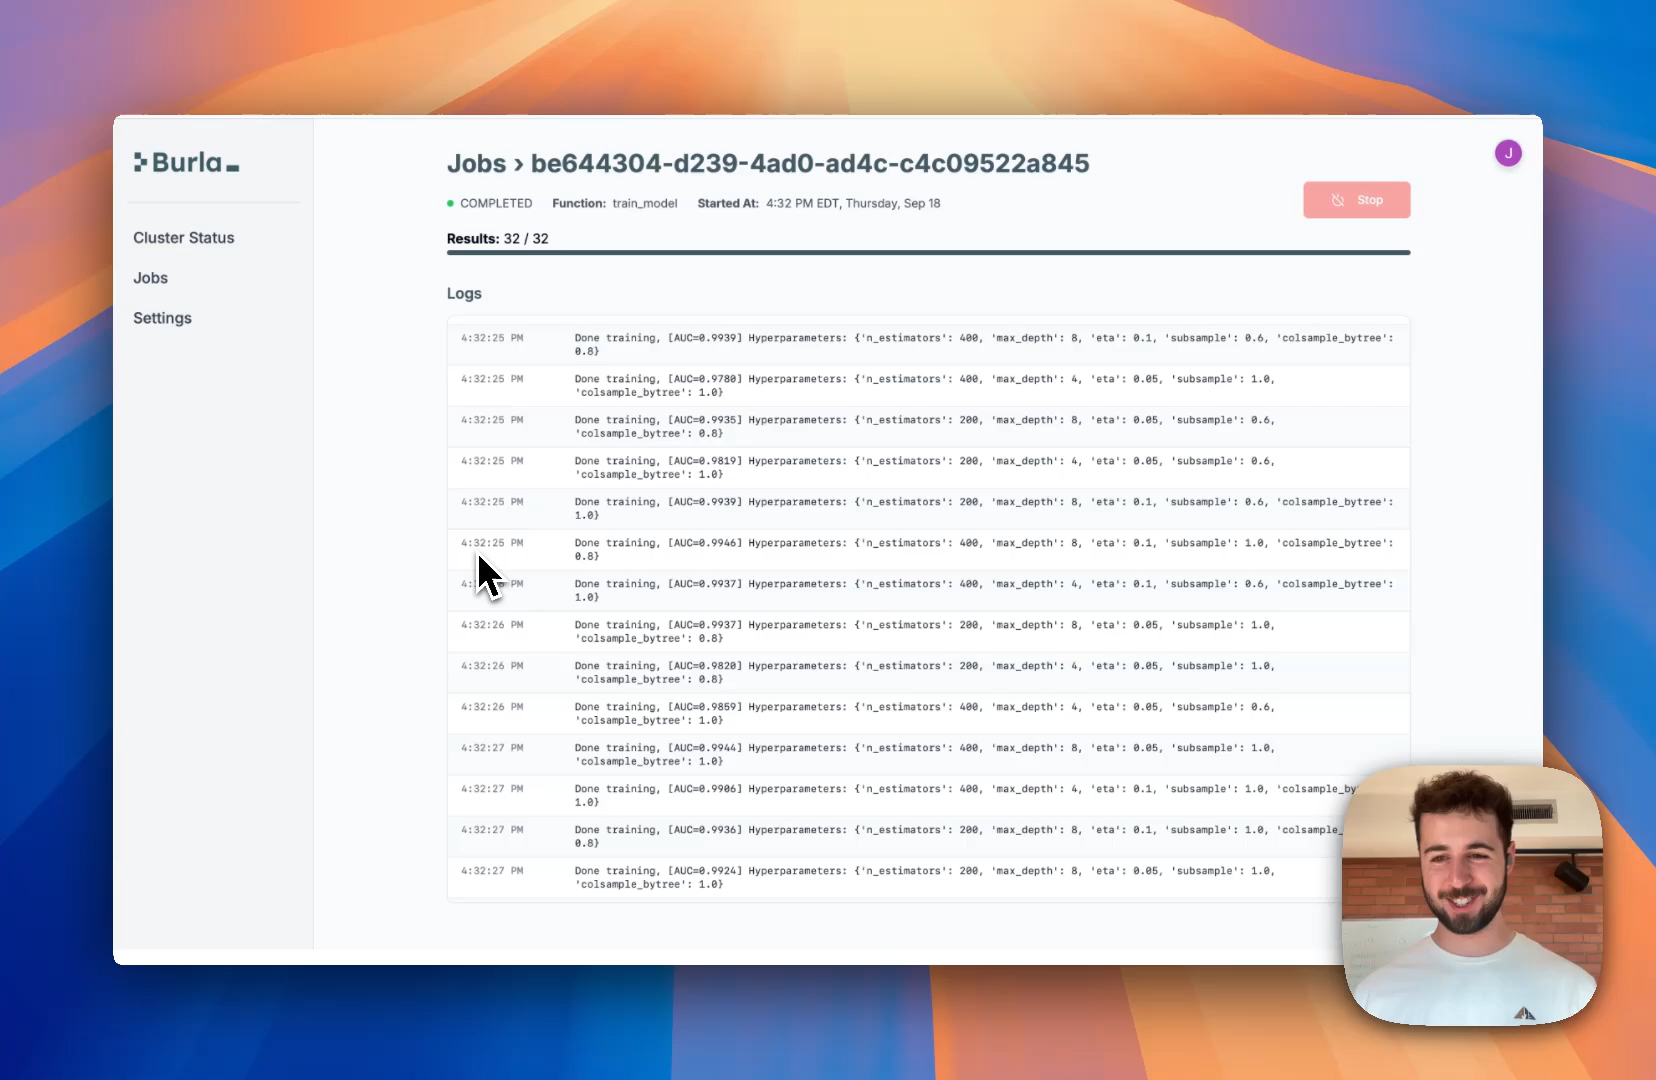 Burla
Jobs › be644304-d239-4ad0-ad4c-c4c09522a845
J
COMPLETED Function: train_model Started At: 4:32 PM EDT, Thursday, Sep 18
Stop
Results: 32 / 32
Cluster Status
Jobs
Settings
Logs
4:32:25 PM Done training, [AUC=0.9939] Hyperparameters: {'n_estimators': 400, 'max_depth': 8, 'eta': 0.1, 'subsample': 0.6, 'colsample_bytree':
0.8}
4:32:25 PM Done training, [AUC=0.9780] Hyperparameters: {'n_estimators': 400, 'max_depth': 4, 'eta': 0.05, 'subsample': 1.0,
'colsample_bytree': 1.0}
4:32:25 PM Done training, [AUC=0.9935] Hyperparameters: {'n_estimators': 200, 'max_depth': 8, 'eta': 0.05, 'subsample': 0.6,
'colsample_bytree': 0.8}
4:32:25 PM Done training, [AUC=0.9819] Hyperparameters: {'n_estimators': 200, 'max_depth': 4, 'eta': 0.05, 'subsample': 0.6,
'colsample_bytree': 1.0}
4:32:25 PM Done training, [AUC=0.9939] Hyperparameters: {'n_estimators': 200, 'max_depth': 8, 'eta': 0.1, 'subsample': 0.6, 'colsample_bytree':
1.0}
4:32:25 PM Done training, [AUC=0.9946] Hyperparameters: {'n_estimators': 400, 'max_depth': 8, 'eta': 0.1, 'subsample': 1.0, 'colsample_bytree':
0.8}
PM Done training, [AUC=0.9937] Hyperparameters: {'n_estimators': 400, 'max_depth': 4, 'eta': 0.1, 'subsample': 0.6, 'colsample_bytree':
1.0}
4:32:26 PM Done training, [AUC=0.9937] Hyperparameters: {'n_estimators': 200, 'max_depth': 8, 'eta': 0.05, 'subsample': 1.0,
'colsample_bytree': 0.8}
4:32:26 PM Done training, [AUC=0.9820] Hyperparameters: {'n_estimators': 200, 'max_depth': 4, 'eta': 0.05, 'subsample': 1.0,
'colsample_bytree': 0.8}
4:32:26 PM Done training, [AUC=0.9859] Hyperparameters: {'n_estimators': 400, 'max_depth': 4, 'eta': 0.05, 'subsample': 0.6,
'colsample_bytree': 1.0}
4:32:27 PM Done training, [AUC=0.9944] Hyperparameters: {'n_estimators': 400, 'max_depth': 8, 'eta': 0.05, 'subsample': 1.0,
'colsample_bytree': 1.0}
4:32:27 PM Done training, [AUC=0.9906] Hyperparameters: {'n_estimators': 400, 'max_depth': 4, 'eta': 0.1, 'subsample': 1.0, 'colsample_by
1.0}
4:32:27 PM Done training, [AUC=0.9936] Hyperparameters: {'n_estimators': 200, 'max_depth': 8, 'eta': 0.1, 'subsample': 1.0, 'colsample_
0.8}
4:32:27 PM Done training, [AUC=0.9924] Hyperparameters: {'n_estimators': 200, 'max_depth': 8, 'eta': 0.05, 'subsample': 1.0,
'colsample_bytree': 1.0}